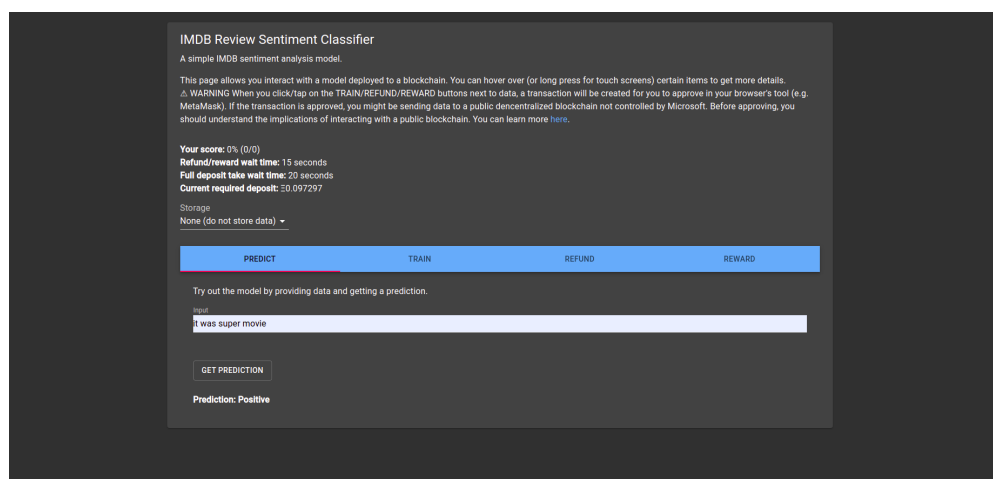 IMDB Review Sentiment Classifier
A simple IMDB sentiment analysis model.
This page allows you interact with a model deployed to a blockchain. You can hover over (or long press for touch screens) certain items to get more details.
⚠ WARNING When you click/tap on the TRAIN/REFUND/REWARD buttons next to data, a transaction will be created for you to approve in your browser's tool (e.g.
MetaMask). If the transaction is approved, you might be sending data to a public dencentralized blockchain not controlled by Microsoft. Before approving, you
should understand the implications of interacting with a public blockchain. You can learn more here.
Your score: 0% (0/0)
Refund/reward wait time: 15 seconds
Full deposit take wait time: 20 seconds
Current required deposit: Ξ0.097297
Storage
None (do not store data)
PREDICT TRAIN REFUND REWARD
Try out the model by providing data and getting a prediction.
Input
it was super movie
GET PREDICTION
Prediction: Positive